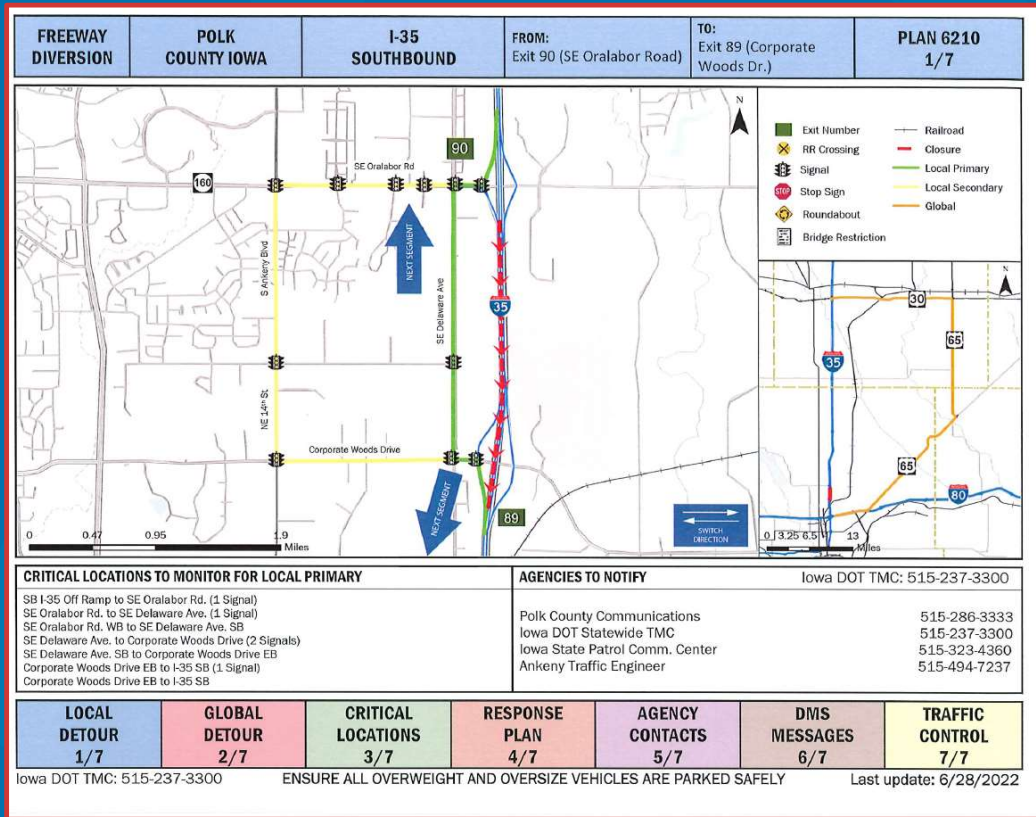 FREEWAY
DIVERSION
POLK
COUNTY IOWA
I-35
SOUTHBOUND
FROM:
Exit 90 (SE Oralabor Road)
TO:
Exit 89 (Corporate
Woods Dr.)
PLAN 6210
1/7
90
SE Oralabor Rd
160
NEXT SEGMENT
S Ankeny Blvd
SE Delaware Ave
35
NE 14th St
Corporate Woods Drive
NEXT SEGMENT
89
SWITCH
DIRECTION
0 0.47 0.95 1.9
Miles
N
Exit Number
RR Crossing
Signal
STOP
Stop Sign
Roundabout
Bridge Restriction
Railroad
Closure
Local Primary
Local Secondary
Global
N
30
65
35
65
80
0 3.25 6.5 13
Miles
CRITICAL LOCATIONS TO MONITOR FOR LOCAL PRIMARY
SB I-35 Off Ramp to SE Oralabor Rd. (1 Signal)
SE Oralabor Rd. to SE Delaware Ave. (1 Signal)
SE Oralabor Rd. WB to SE Delaware Ave. SB
SE Delaware Ave. to Corporate Woods Drive (2 Signals)
SE Delaware Ave. SB to Corporate Woods Drive EB
Corporate Woods Drive EB to I-35 SB (1 Signal)
Corporate Woods Drive EB to I-35 SB
AGENCIES TO NOTIFY Iowa DOT TMC: 515-237-3300
Polk County Communications 515-286-3333
Iowa DOT Statewide TMC 515-237-3300
Iowa State Patrol Comm. Center 515-323-4360
Ankeny Traffic Engineer 515-494-7237
LOCAL
DETOUR
1/7
GLOBAL
DETOUR
2/7
CRITICAL
LOCATIONS
3/7
RESPONSE
PLAN
4/7
AGENCY
CONTACTS
5/7
DMS
MESSAGES
6/7
TRAFFIC
CONTROL
7/7
Iowa DOT TMC: 515-237-3300 ENSURE ALL OVERWEIGHT AND OVERSIZE VEHICLES ARE PARKED SAFELY Last update: 6/28/2022